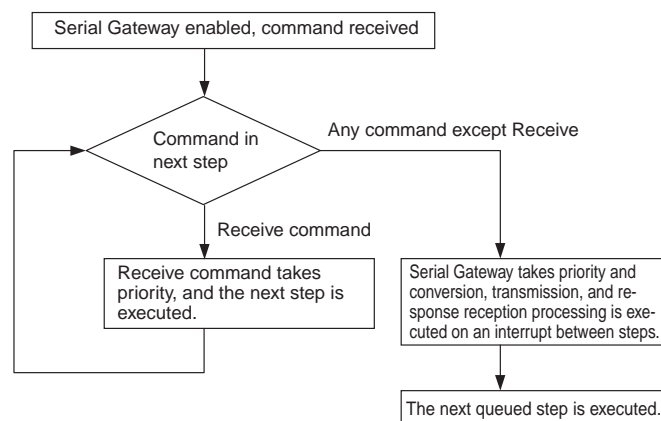 Serial Gateway enabled, command received
Command in
next step
Any command except Receive
Receive command
Receive command takes
priority, and the next step is
executed.
Serial Gateway takes priority and
conversion, transmission, and re-
sponse reception processing is exe-
cuted on an interrupt between steps.
The next queued step is executed.